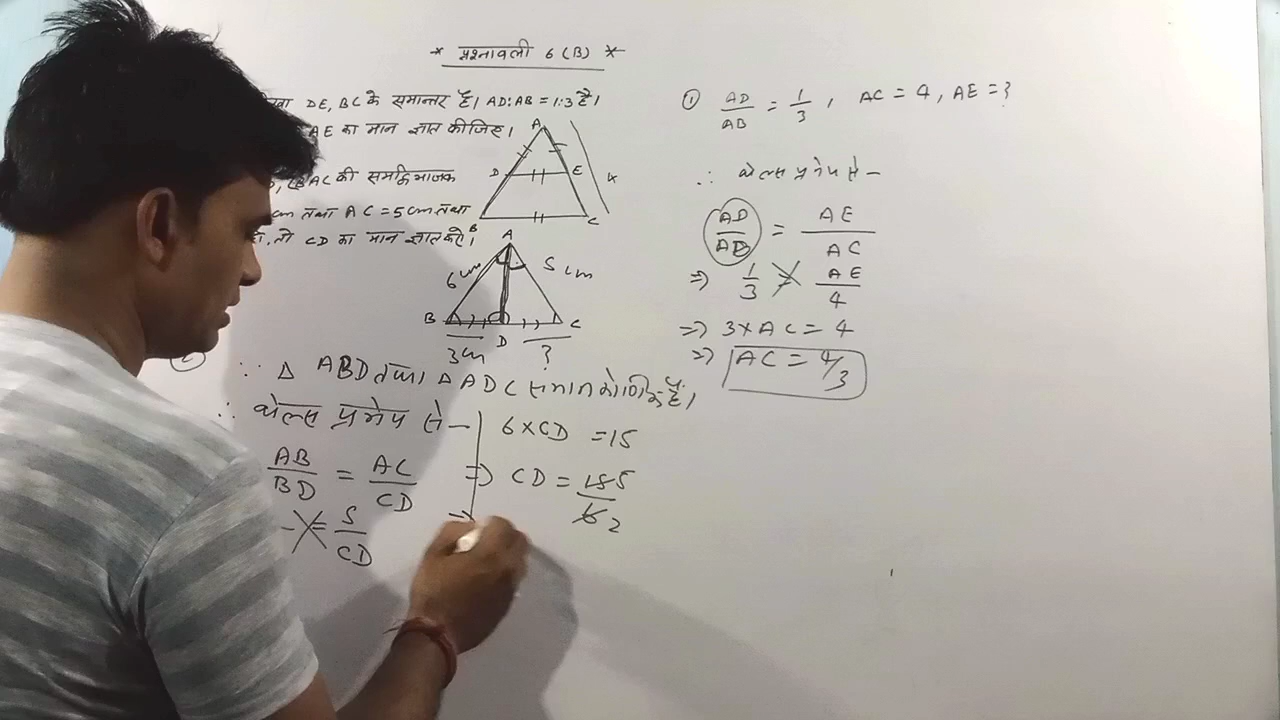 * प्रश्नावली 6 (B) *
DE, BC के समान्तर है। AD:AB = 1:3 है।
AE का मान ज्ञात कीजिए।
BAC की समद्विभाजक
cm तथा AC = 5 cm तथा
तो CD का मान ज्ञात करें।
A
D E
4
B C
A
6 cm 5 cm
B D C
3cm ?
∵ △ ABD तथा △ ADC समान कोणिक हैं।
∴ थेल्स प्रमेय से —
AB/BD = AC/CD
= 5/CD
6×CD = 15
⇒ CD = 15 5/6 2
⇒
① AD/AB = 1/3, AC = 4, AE = ?
∴ थेल्स प्रमेय से —
AD/AB = AE/AC
⇒ 1/3 = AE/4
⇒ 3×AC = 4
⇒ AC = 4/3